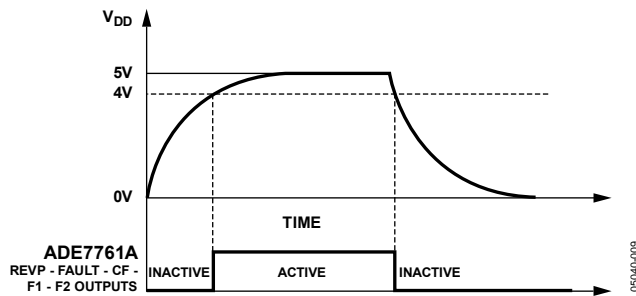 V_DD
5V
4V
0V
TIME
ADE7761A
REVP - FAULT - CF -
F1 - F2 OUTPUTS
INACTIVE
ACTIVE
INACTIVE
05040-009